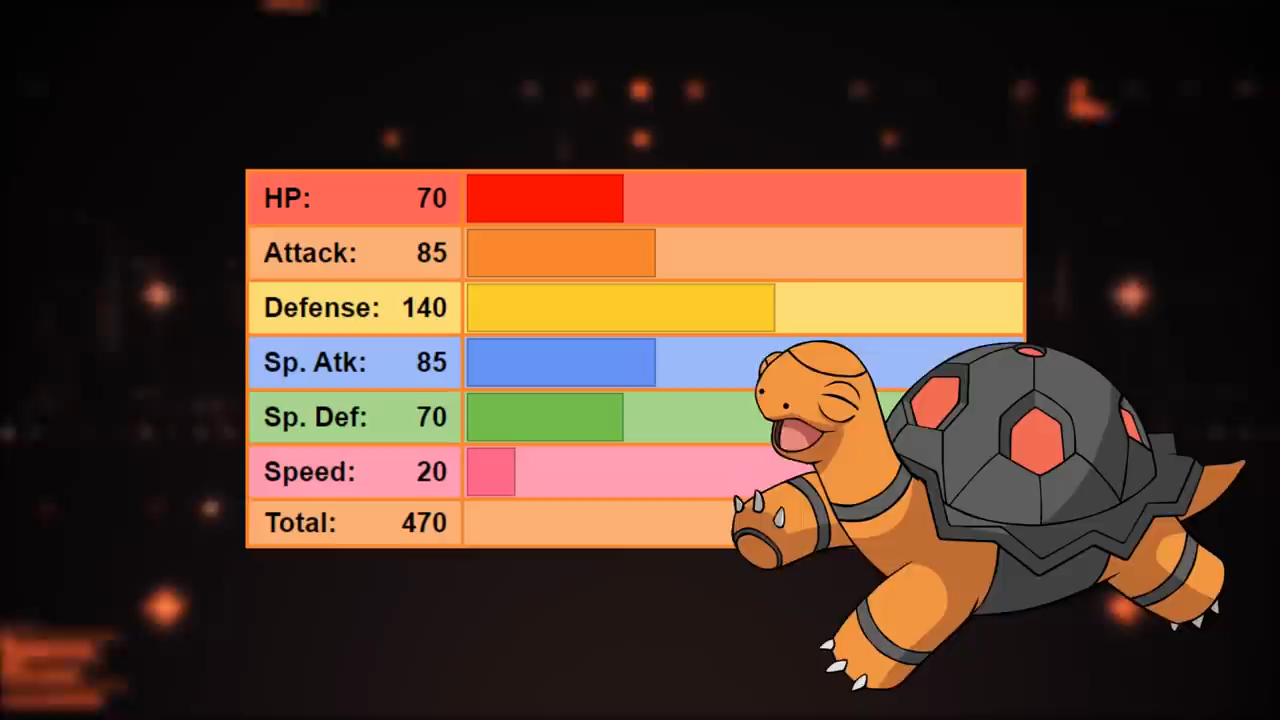 HP: 70
Attack: 85
Defense: 140
Sp. Atk: 85
Sp. Def: 70
Speed: 20
Total: 470